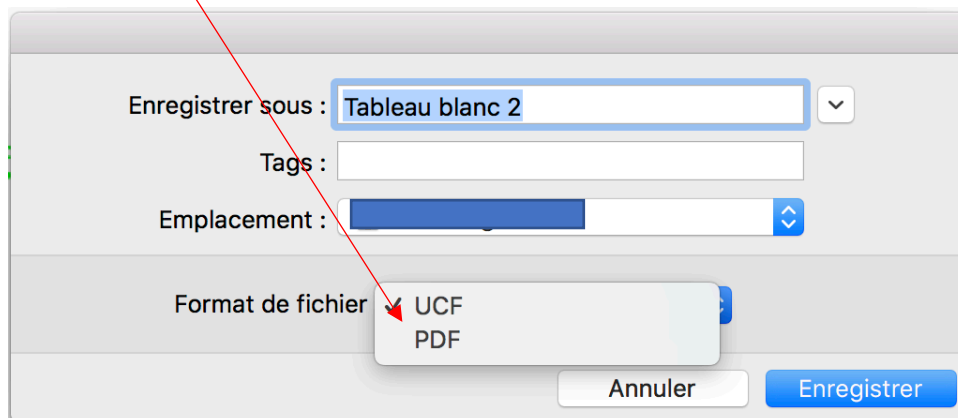 Enregistrer sous : Tableau blanc 2
Tags :
Emplacement :
Format de fichier ✓ UCF
PDF
Annuler Enregistrer